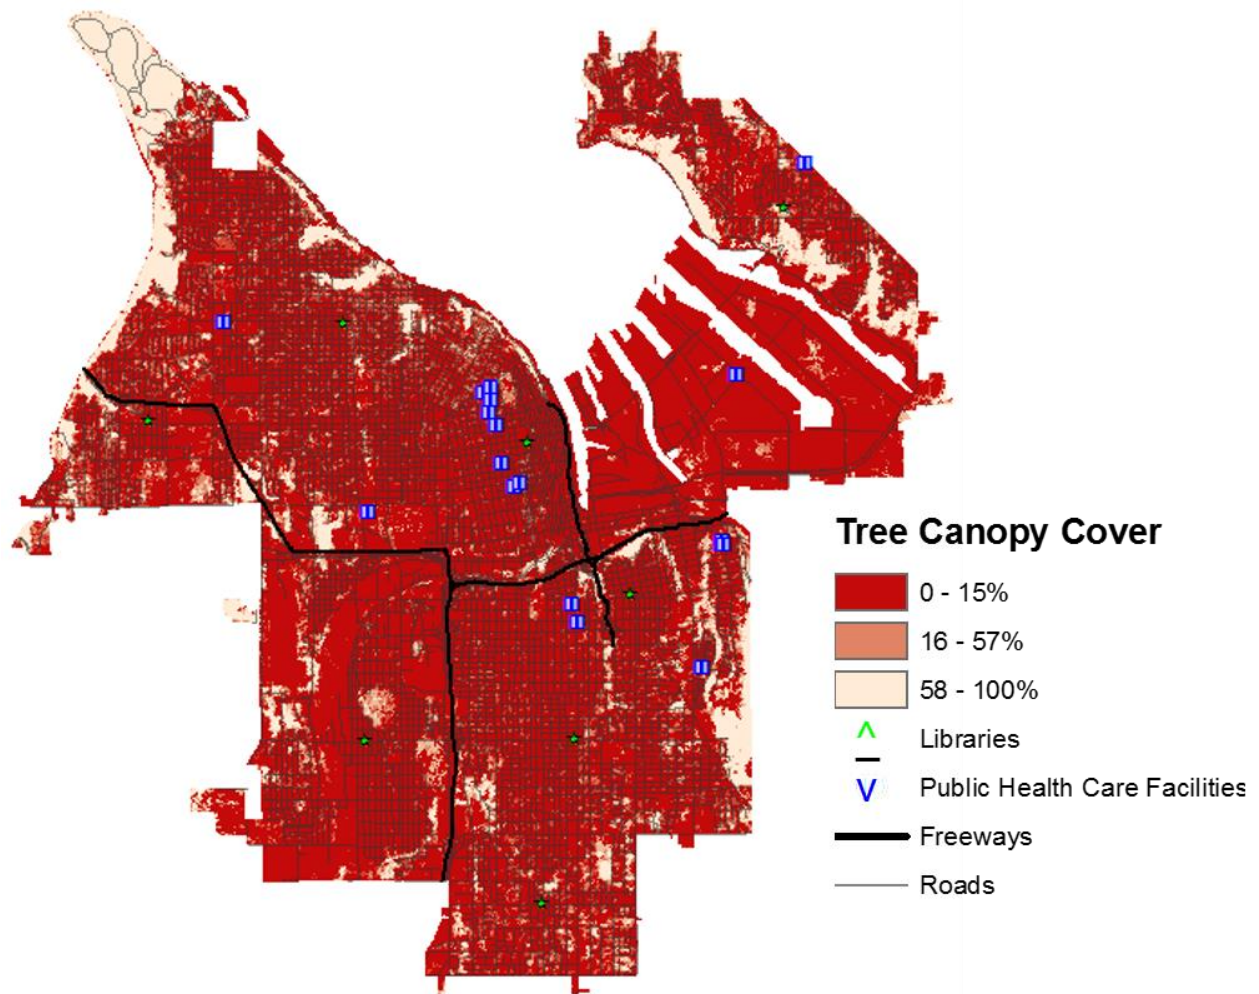 Tree Canopy Cover
0 - 15%
16 - 57%
58 - 100%
Libraries
Public Health Care Facilities
Freeways
Roads